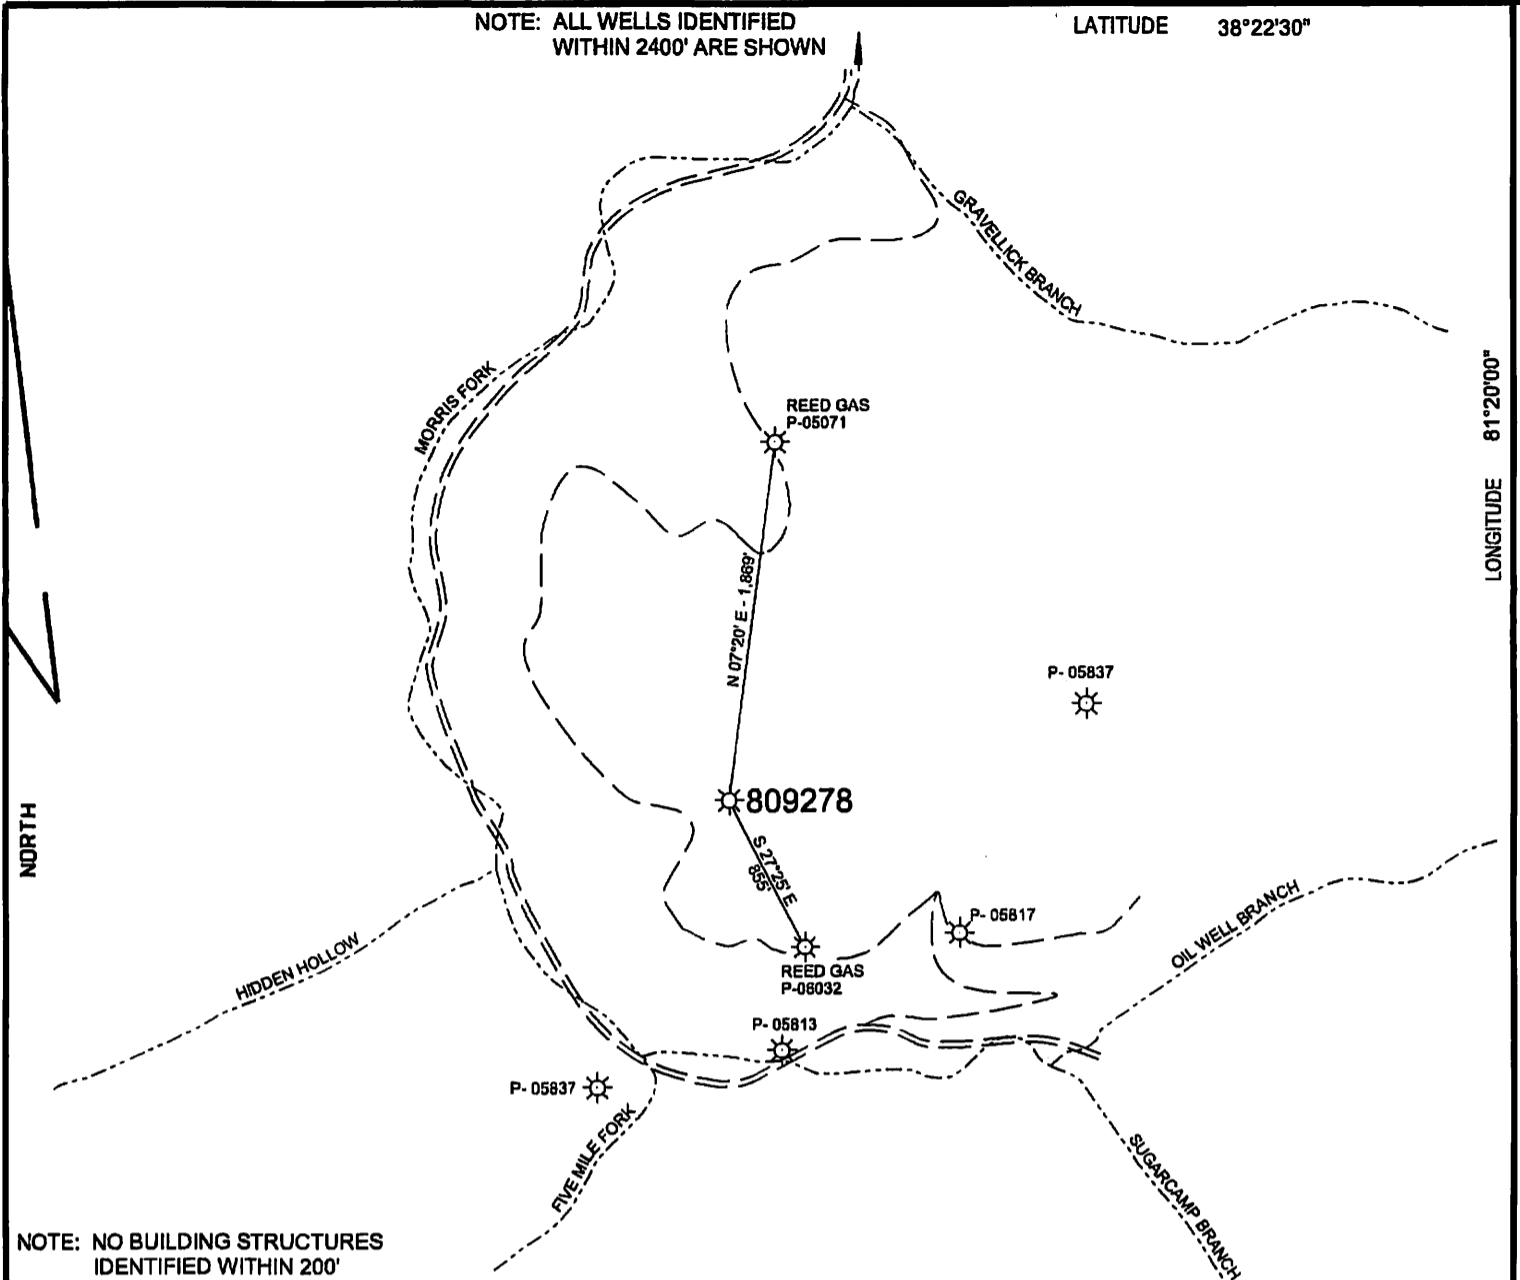 NOTE: ALL WELLS IDENTIFIED
WITHIN 2400' ARE SHOWN
LATITUDE 38°22'30"
GRAVELLICK BRANCH
MORRIS FORK
LONGITUDE 81°20'00"
REED GAS
P-05071
N 07°20' E - 1,869'
P- 05837
809278
NORTH
S 27°25' E
855'
P- 05817
OIL WELL BRANCH
HIDDEN HOLLOW
REED GAS
P-06032
P- 05813
P- 05837
FIVE MILE FORK
SUGARCAMP BRANCH
NOTE: NO BUILDING STRUCTURES
IDENTIFIED WITHIN 200'